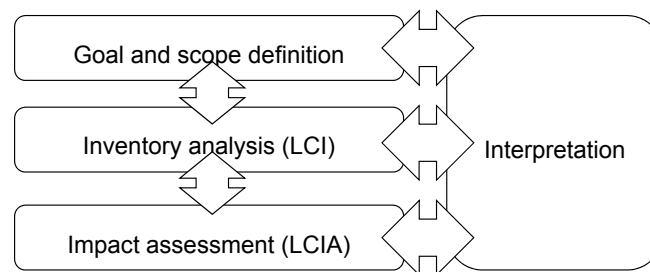 Goal and scope definition
Inventory analysis (LCI)
Interpretation
Impact assessment (LCIA)